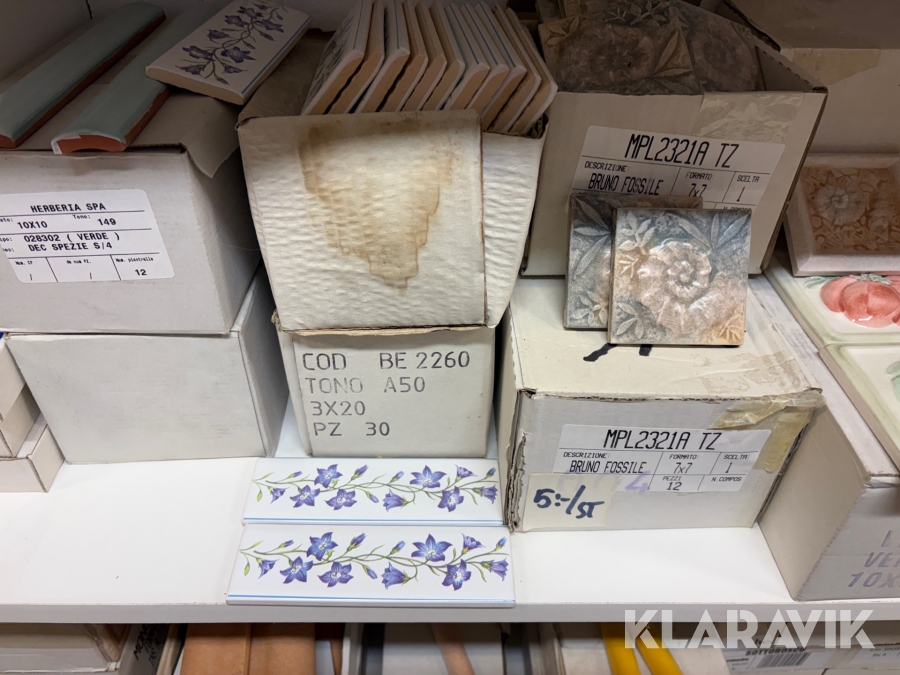 HERBERIA SPA
Tono: 149
10X10
028302 ( VERDE )
DEC SPEZIE S/4
12
COD BE 2260
TONO A50
3X20
PZ 30
MPL2321A TZ
DESCRIZIONE FORMATO SCELTA
BRUNO FOSSILE 7x7 1
MPL2321A TZ
DESCRIZIONE FORMATO SCELTA
BRUNO FOSSILE 7x7 1
PEZZI N.COMPOS
12
5:-/ST
10X
KLARAVIK